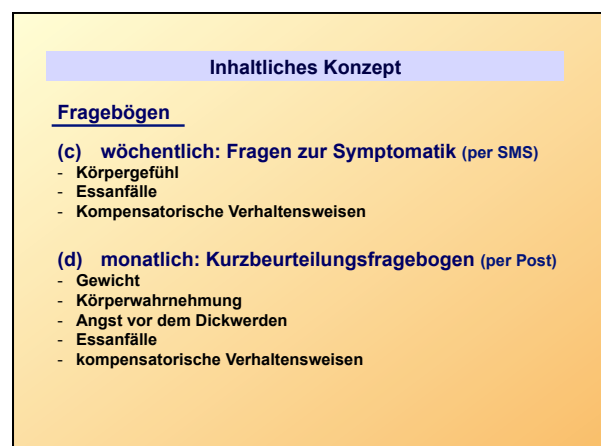 Inhaltliches Konzept
Fragebögen
(c) wöchentlich: Fragen zur Symptomatik (per SMS)
- Körpergefühl
- Essanfälle
- Kompensatorische Verhaltensweisen
(d) monatlich: Kurzbeurteilungsfragebogen (per Post)
- Gewicht
- Körperwahrnehmung
- Angst vor dem Dickwerden
- Essanfälle
- kompensatorische Verhaltensweisen